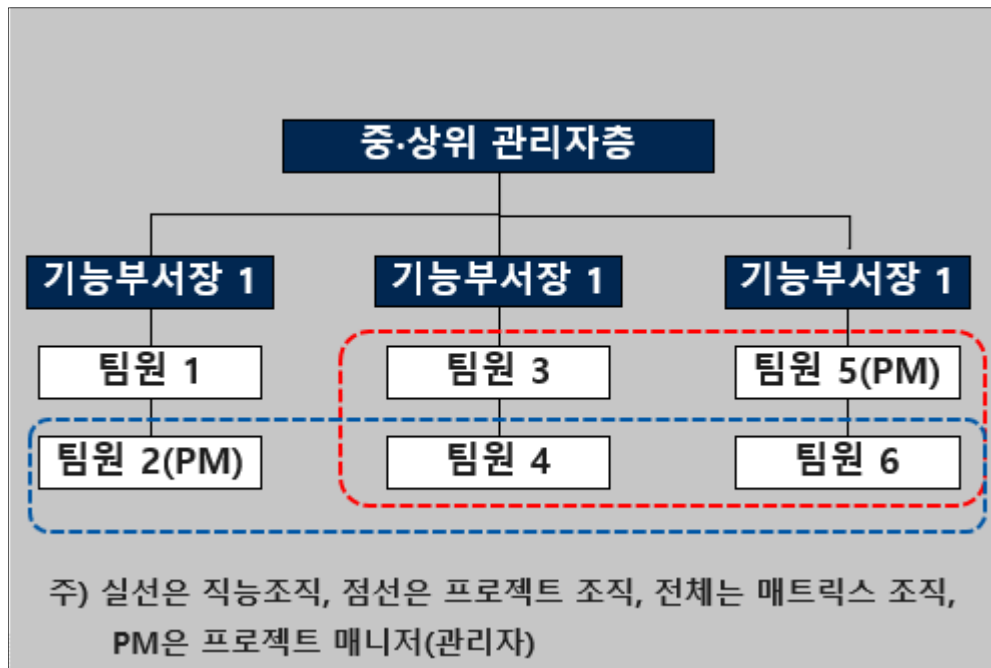 중·상위 관리자층
기능부서장 1 기능부서장 1 기능부서장 1
팀원 1 팀원 3 팀원 5(PM)
팀원 2(PM) 팀원 4 팀원 6
주) 실선은 직능조직, 점선은 프로젝트 조직, 전체는 매트릭스 조직,
PM은 프로젝트 매니저(관리자)